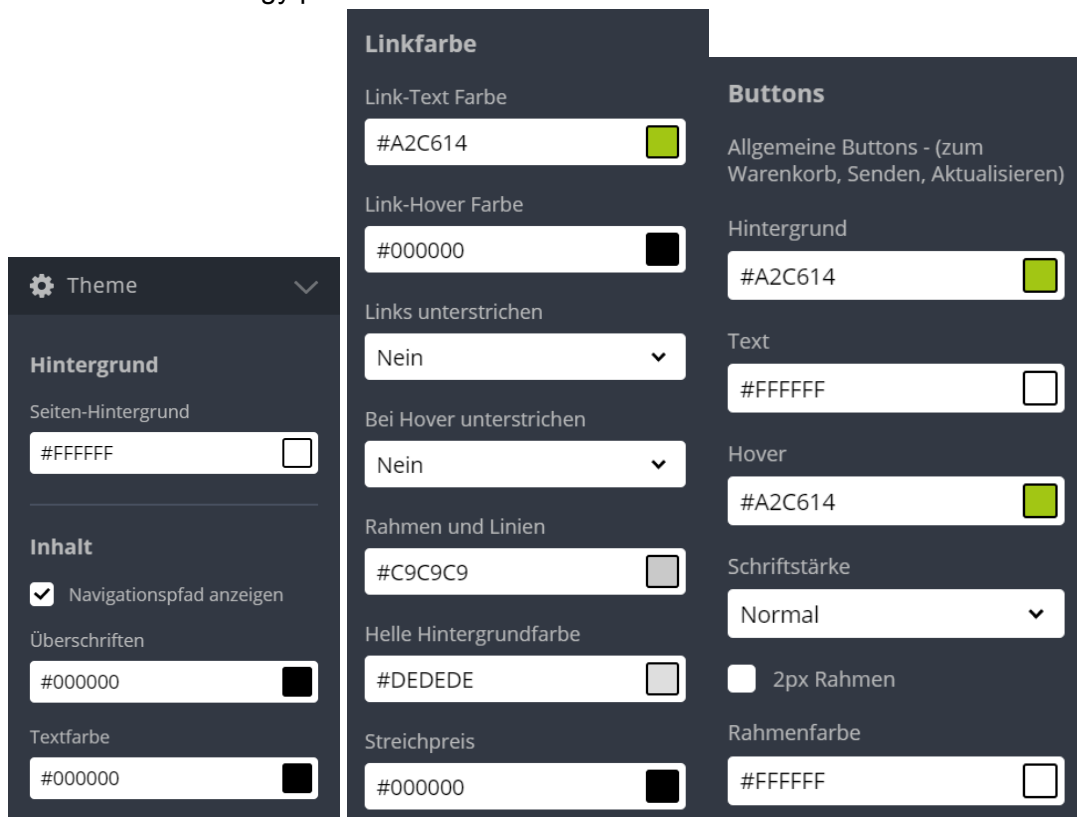 Theme
Hintergrund
Seiten-Hintergrund
#FFFFFF
Inhalt
Navigationspfad anzeigen
Überschriften
#000000
Textfarbe
#000000
Linkfarbe
Link-Text Farbe
#A2C614
Link-Hover Farbe
#000000
Links unterstrichen
Nein
Bei Hover unterstrichen
Nein
Rahmen und Linien
#C9C9C9
Helle Hintergrundfarbe
#DEDEDE
Streichpreis
#000000
Buttons
Allgemeine Buttons - (zum
Warenkorb, Senden, Aktualisieren)
Hintergrund
#A2C614
Text
#FFFFFF
Hover
#A2C614
Schriftstärke
Normal
2px Rahmen
Rahmenfarbe
#FFFFFF